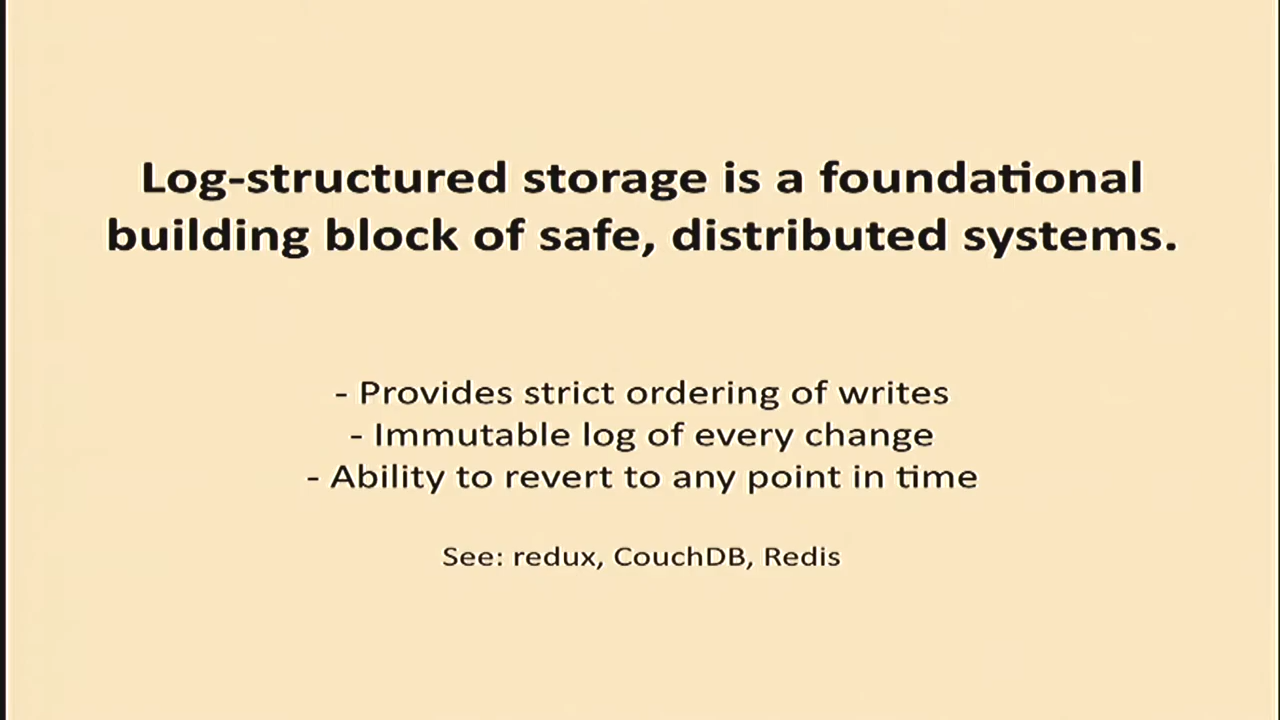 Log-structured storage is a foundational
building block of safe, distributed systems.
- Provides strict ordering of writes
- Immutable log of every change
- Ability to revert to any point in time
See: redux, CouchDB, Redis